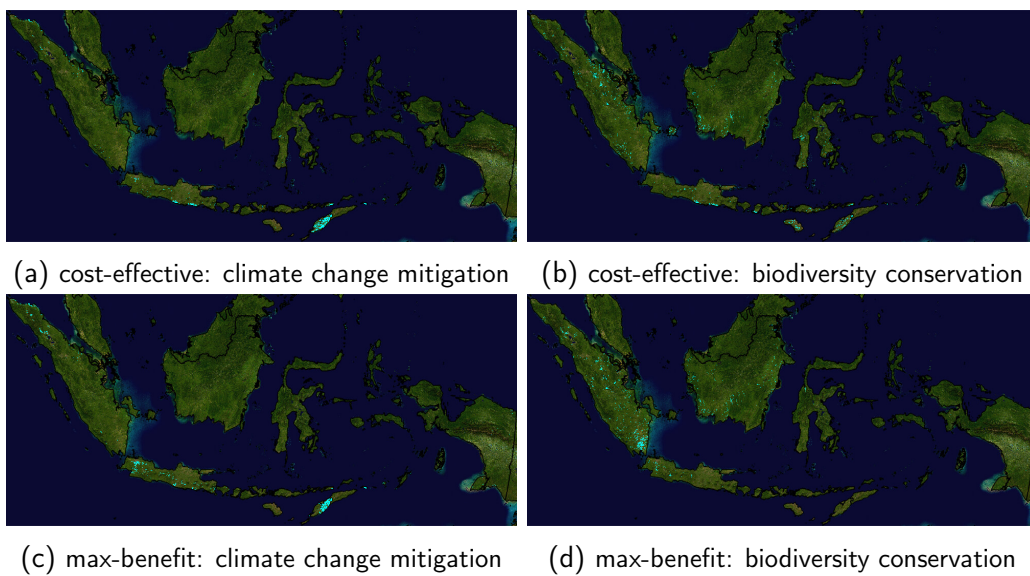 (a) cost-effective: climate change mitigation
(b) cost-effective: biodiversity conservation
(c) max-benefit: climate change mitigation
(d) max-benefit: biodiversity conservation